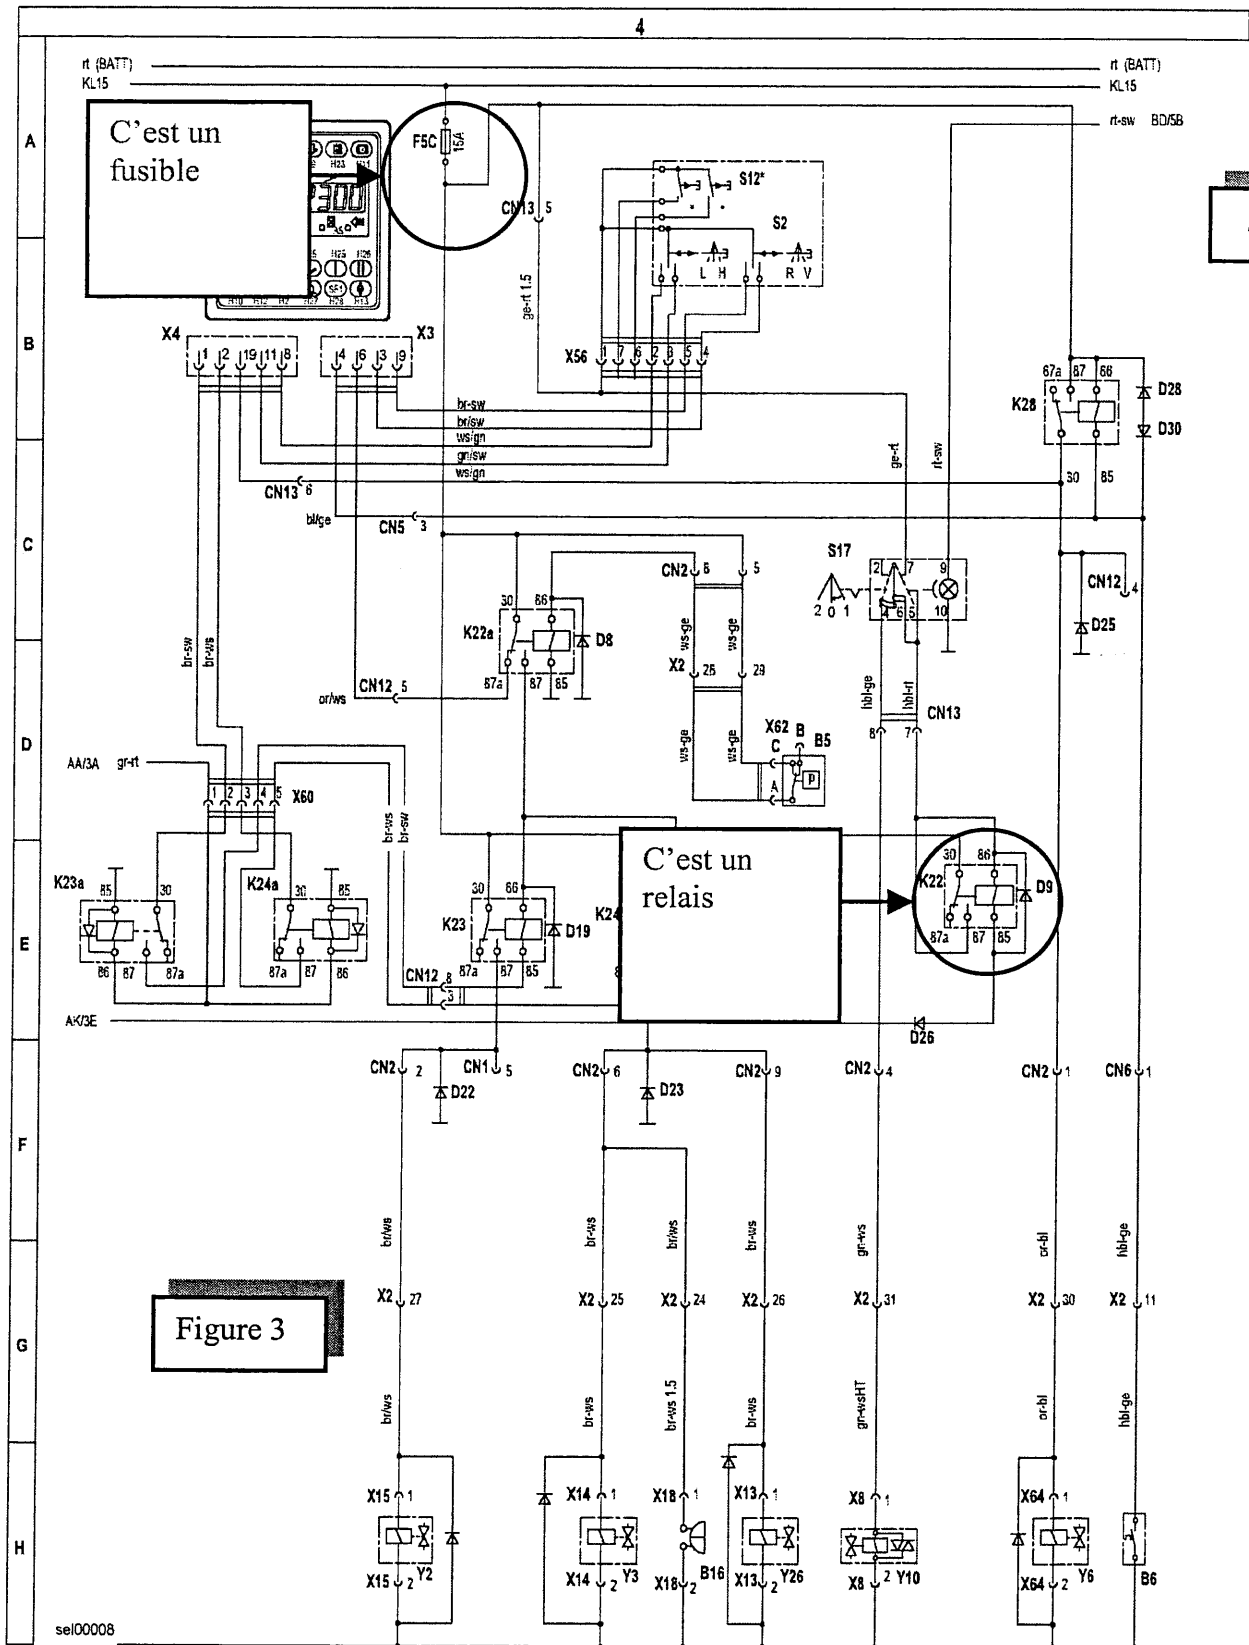 4
rt (BATT)
rt (BATT)
KL15
KL15
A
C'est un
fusible
F5C
15A
rt-sw BD/5B
H23
CN13 5
S12*
S2
L H
R V
ge-rt 1.5
H10 H12 H2 H27 H28 H13
SF1
B
X4
1 2 19 11 8
X3
4 6 3 9
X56
1 7 6 2 3 5 4
67a 87 66
K28
D28
D30
30
85
br-sw
br/sw
ws/gn
gn/sw
ws/gn
CN13 6
bl/ge
CN5 3
ge-rt
rt-sw
C
S17
2 7 9
4 6 5 10
2 0 1
CN2 6 5
CN12 4
D25
30 86
K22a
D8
87a 87 85
br-sw
br-ws
ws-ge
ws-ge
X2 28 29
or/ws
CN12 5
hbl-ge
hbl-rt
CN13
8 7
D
ws-ge
ws-ge
X62 B
C B5
P
A
AA/3A gr-rt
1 2 3 4 5
X60
br-ws
br-sw
C'est un
relais
K23a
85 30
K24a
30 85
86 87 87a
87a 87 86
30 66
K23
D19
87a 87 85
K24
30 86
K22
D9
87a 87 85
E
CN12 8
3
AK/3E
D26
CN2 2
CN1 5
CN2 6
CN2 9
CN2 4
CN2 1
CN6 1
D22
D23
F
br/ws
br-ws
br/ws
br-ws
gn-ws
or-bl
hbl-ge
X2 27
X2 25
X2 24
X2 26
X2 31
X2 30
X2 11
Figure 3
G
br/ws
br-ws
br-ws 1.5
br-ws
gn-wsHT
or-bl
hbl-ge
X15 1
X14 1
X18 1
X13 1
X8 1
X64 1
H
Y2
Y3
B16
Y26
Y10
Y6
B6
X15 2
X14 2
X18 2
X13 2
X8 2
X64 2
sel00008